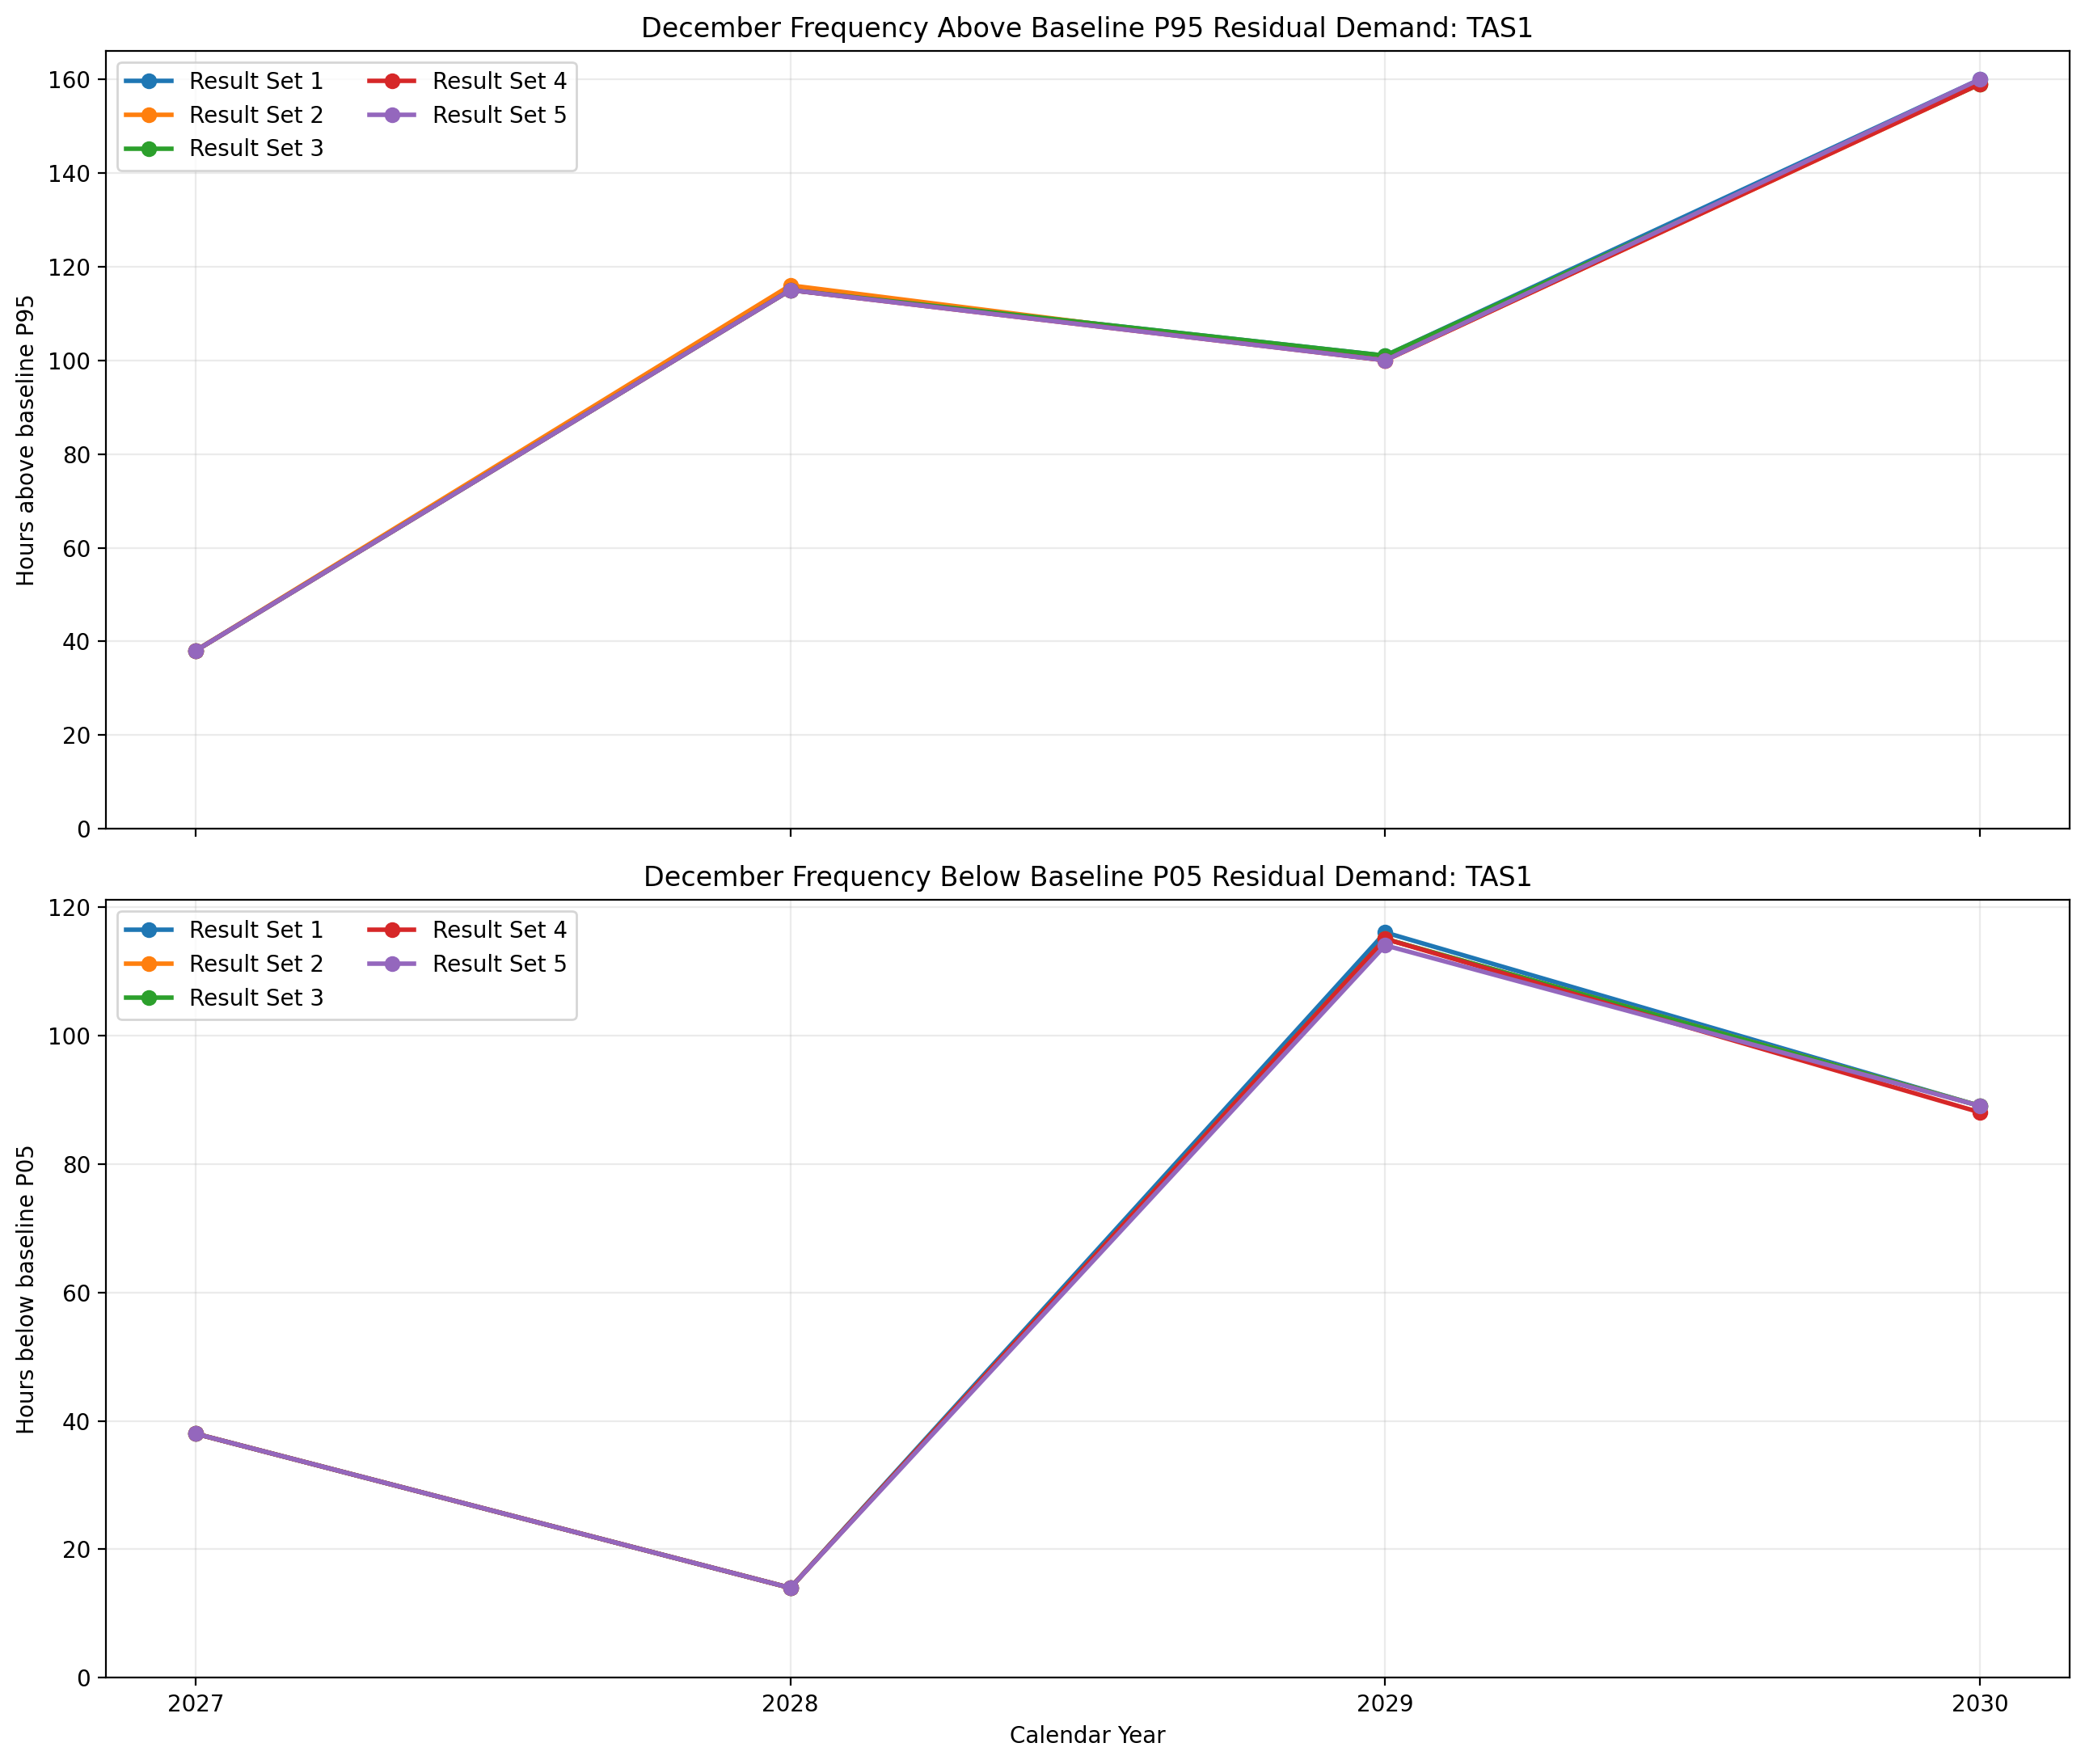 December Frequency Above Baseline P95 Residual Demand: TAS1
Hours above baseline P95
160
140
120
100
80
60
40
20
0
Result Set 1
Result Set 2
Result Set 3
Result Set 4
Result Set 5
December Frequency Below Baseline P05 Residual Demand: TAS1
Hours below baseline P05
120
100
80
60
40
20
0
Result Set 1
Result Set 2
Result Set 3
Result Set 4
Result Set 5
2027
2028
2029
2030
Calendar Year